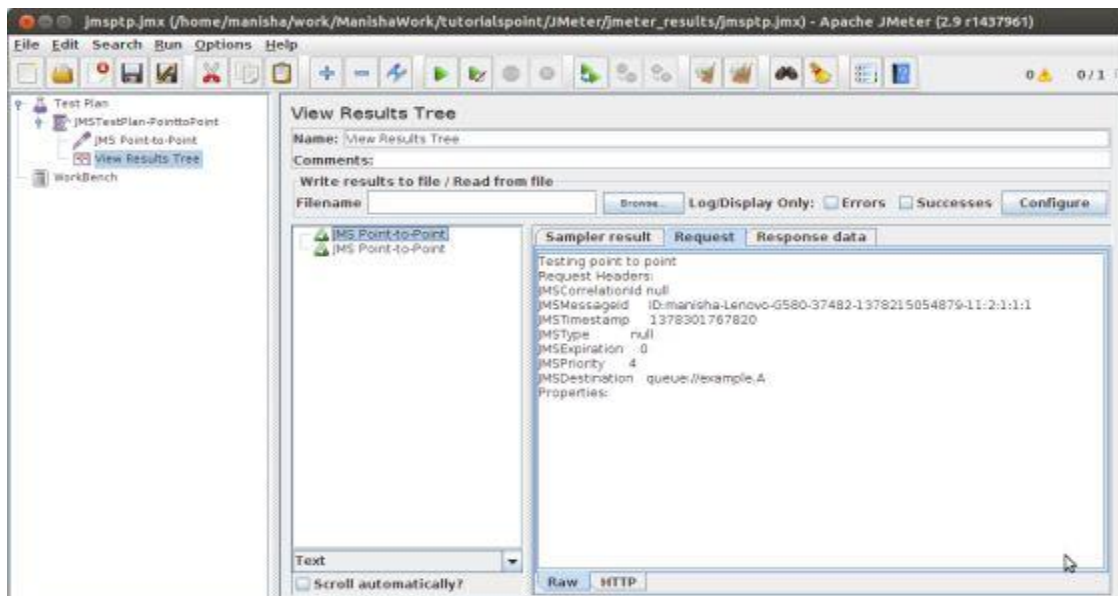 jmsptp.jmx (/home/manisha/work/ManishaWork/tutorialspoint/JMeter/jmeter_results/jmsptp.jmx) - Apache JMeter (2.9 r1437961)
File Edit Search Run Options Help
0 0/1
Test Plan
JMSTestPlan-PointtoPoint
JMS Point-to-Point
View Results Tree
WorkBench
View Results Tree
Name: View Results Tree
Comments:
Write results to file / Read from file
Filename Browse... Log/Display Only: Errors Successes Configure
JMS Point-to-Point
JMS Point-to-Point
Text
Scroll automatically?
Sampler result Request Response data
Testing point to point
Request Headers:
JMSCorrelationId null
JMSMessageId ID:manisha-Lenovo-G580-37482-1378215054879-11:2:1:1:1
JMSTimestamp 1378301767820
JMSType null
JMSExpiration 0
JMSPriority 4
JMSDestination queue://example.A
Properties:
Raw HTTP